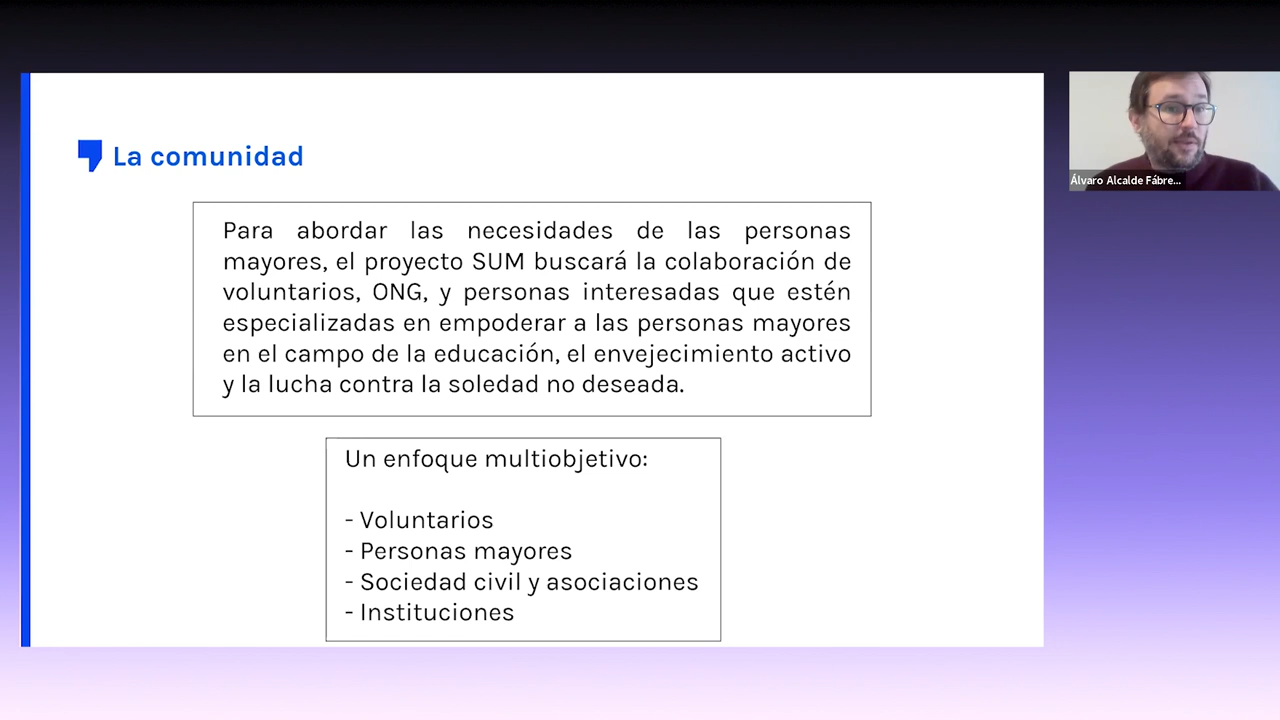 La comunidad
Para abordar las necesidades de las personas
mayores, el proyecto SUM buscará la colaboración de
voluntarios, ONG, y personas interesadas que estén
especializadas en empoderar a las personas mayores
en el campo de la educación, el envejecimiento activo
y la lucha contra la soledad no deseada.
Un enfoque multiobjetivo:
- Voluntarios
- Personas mayores
- Sociedad civil y asociaciones
- Instituciones
Álvaro Alcalde Fábre...